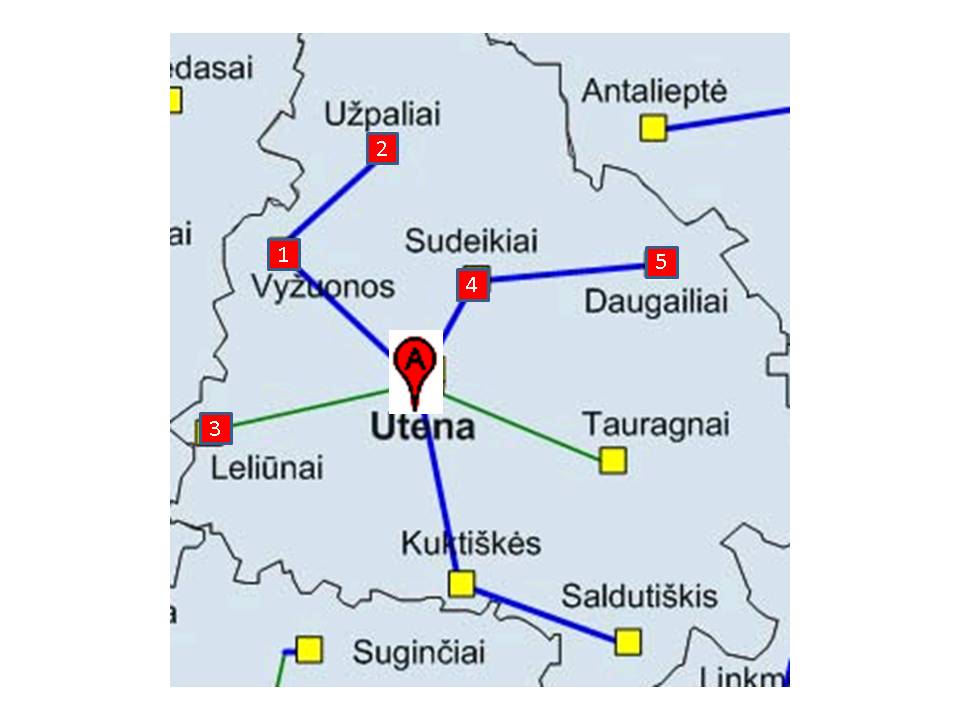 edasai
Antalieptė
Užpaliai
2
ai
Sudeikiai
1
5
4
Vyžuonos
Daugailiai
A
Utena
Tauragnai
3
Leliūnai
Kuktiškės
Saldutiškis
a
Suginčiai
Linkm